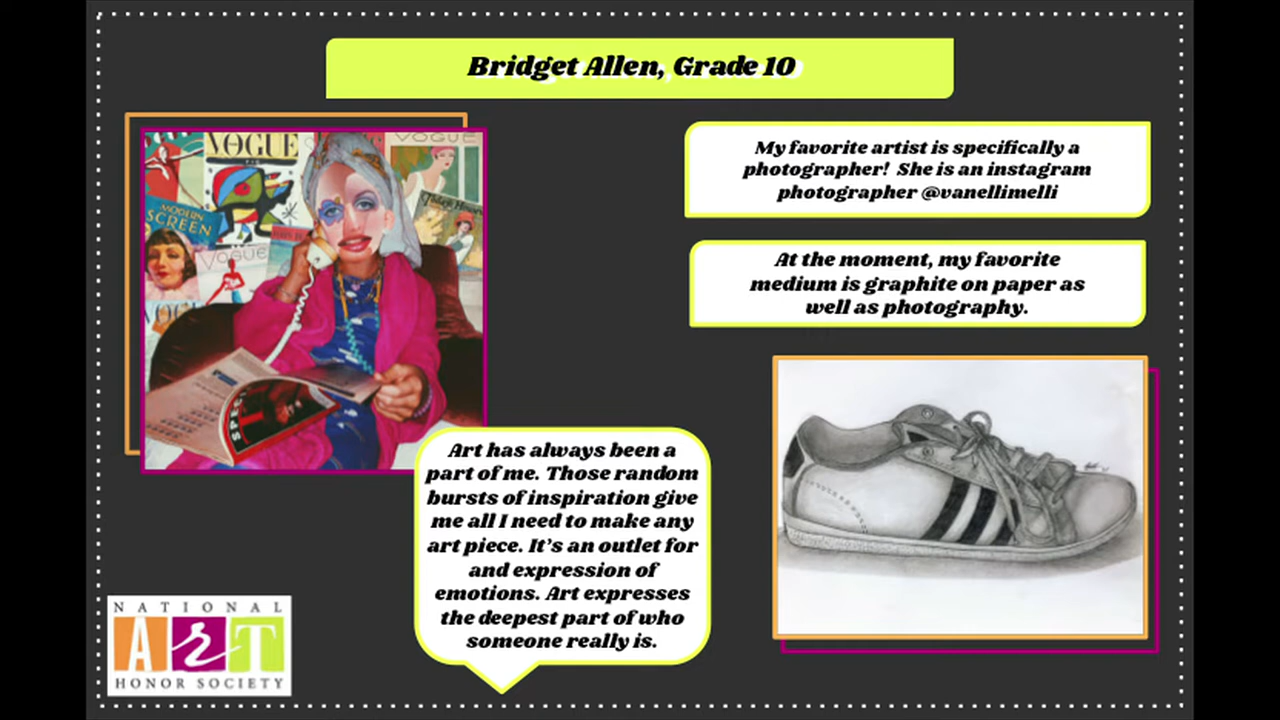 Bridget Allen, Grade 10
VOGUE
VOGUE
MODERN
SCREEN
VOGUE
My favorite artist is specifically a
photographer! She is an instagram
photographer @vanellimelli
At the moment, my favorite
medium is graphite on paper as
well as photography.
Art has always been a
part of me. Those random
bursts of inspiration give
me all I need to make any
art piece. It's an outlet for
and expression of
emotions. Art expresses
the deepest part of who
someone really is.
NATIONAL
ART
HONOR SOCIETY